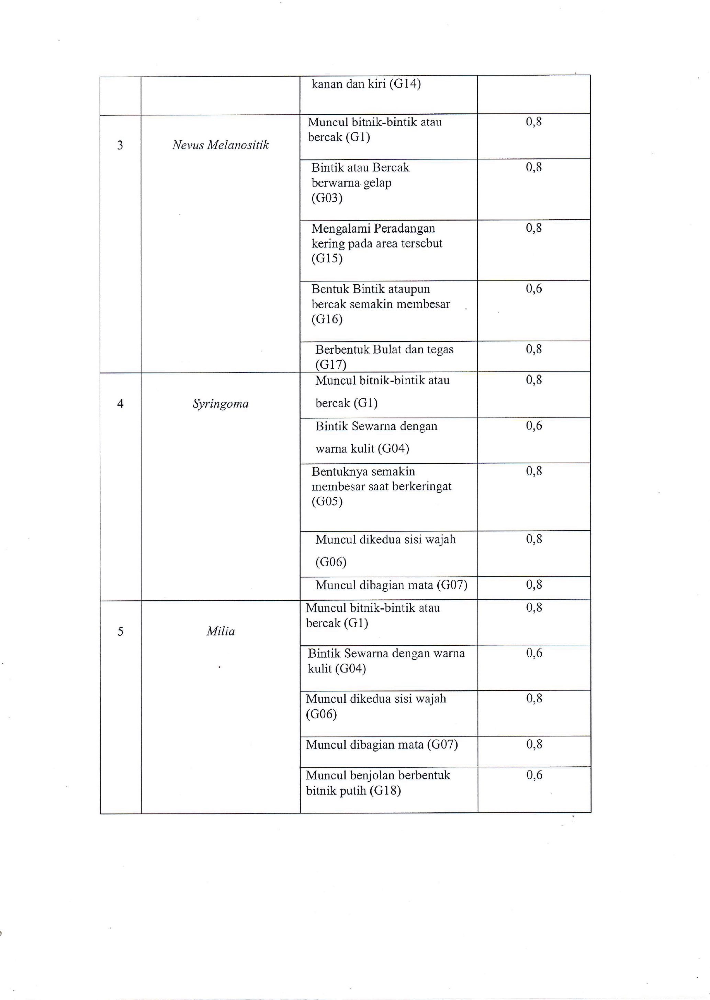 kanan dan kiri (G14)
3
Nevus Melanositik
Muncul bitnik-bintik atau
bercak (G1)
0,8
Bintik atau Bercak
berwarna gelap
(G03)
0,8
Mengalami Peradangan
kering pada area tersebut
(G15)
0,8
Bentuk Bintik ataupun
bercak semakin membesar
(G16)
0,6
Berbentuk Bulat dan tegas
(G17)
0,8
4
Syringoma
Muncul bitnik-bintik atau
bercak (G1)
0,8
Bintik Sewarna dengan
warna kulit (G04)
0,6
Bentuknya semakin
membesar saat berkeringat
(G05)
0,8
Muncul dikedua sisi wajah
(G06)
0,8
Muncul dibagian mata (G07)
0,8
5
Milia
Muncul bitnik-bintik atau
bercak (G1)
0,8
Bintik Sewarna dengan warna
kulit (G04)
0,6
Muncul dikedua sisi wajah
(G06)
0,8
Muncul dibagian mata (G07)
0,8
Muncul benjolan berbentuk
bitnik putih (G18)
0,6